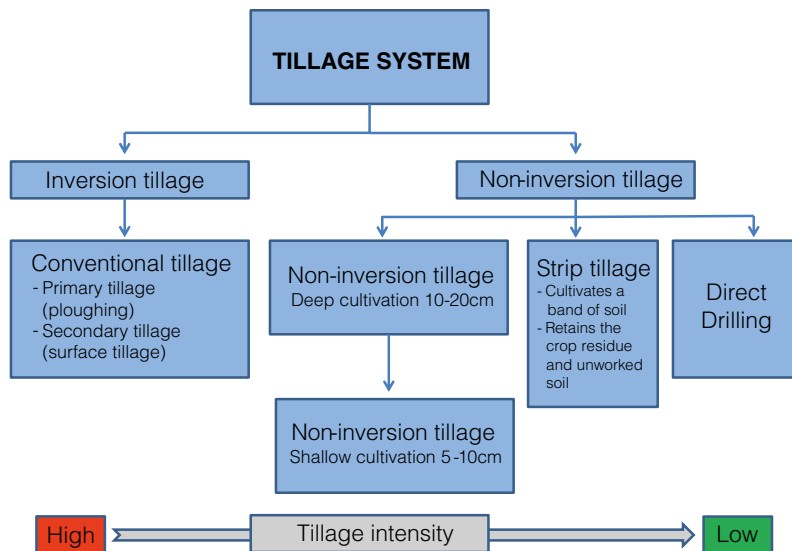 TILLAGE SYSTEM
Inversion tillage
Non-inversion tillage
Conventional tillage
- Primary tillage
(ploughing)
- Secondary tillage
(surface tillage)
Non-inversion tillage
Deep cultivation 10-20cm
Strip tillage
- Cultivates a
band of soil
- Retains the
crop residue
and unworked
soil
Direct
Drilling
Non-inversion tillage
Shallow cultivation 5-10cm
High
Tillage intensity
Low